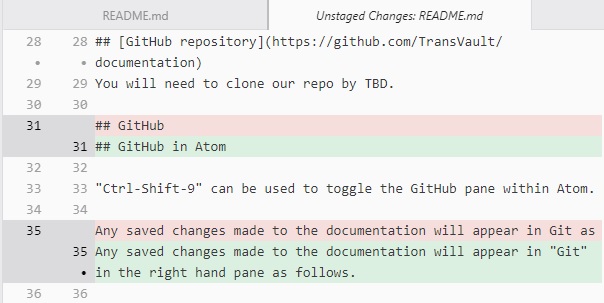 README.md Unstaged Changes: README.md
28 28 ## [GitHub repository](https://github.com/TransVault/
• • documentation)
29 29 You will need to clone our repo by TBD.
30 30
31 ## GitHub
31 ## GitHub in Atom
32 32
33 33 "Ctrl-Shift-9" can be used to toggle the GitHub pane within Atom.
34 34
35 Any saved changes made to the documentation will appear in Git as
35 Any saved changes made to the documentation will appear in "Git"
• in the right hand pane as follows.
36 36